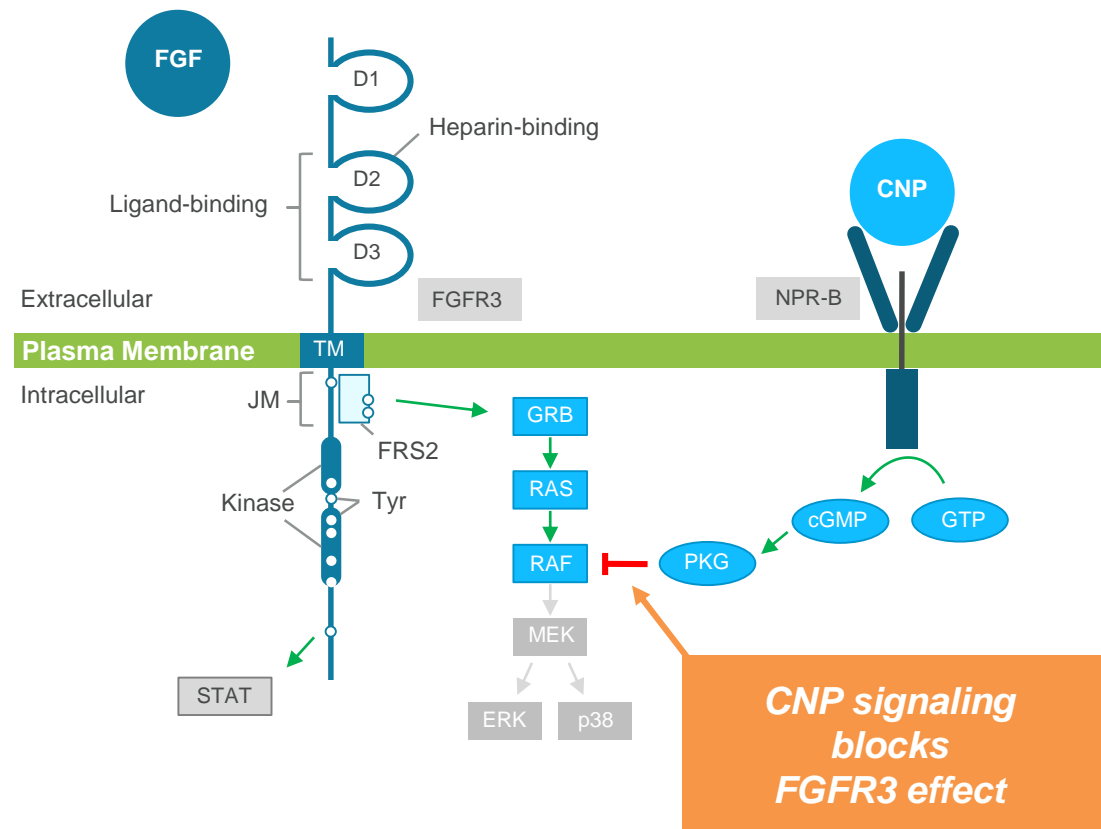 FGF
D1
Heparin-binding
D2
Ligand-binding
D3
CNP
Extracellular
FGFR3
NPR-B
Plasma Membrane
TM
Intracellular
JM
GRB
FRS2
Kinase
Tyr
RAS
cGMP
GTP
RAF
PKG
MEK
STAT
ERK
p38
CNP signaling
blocks
FGFR3 effect